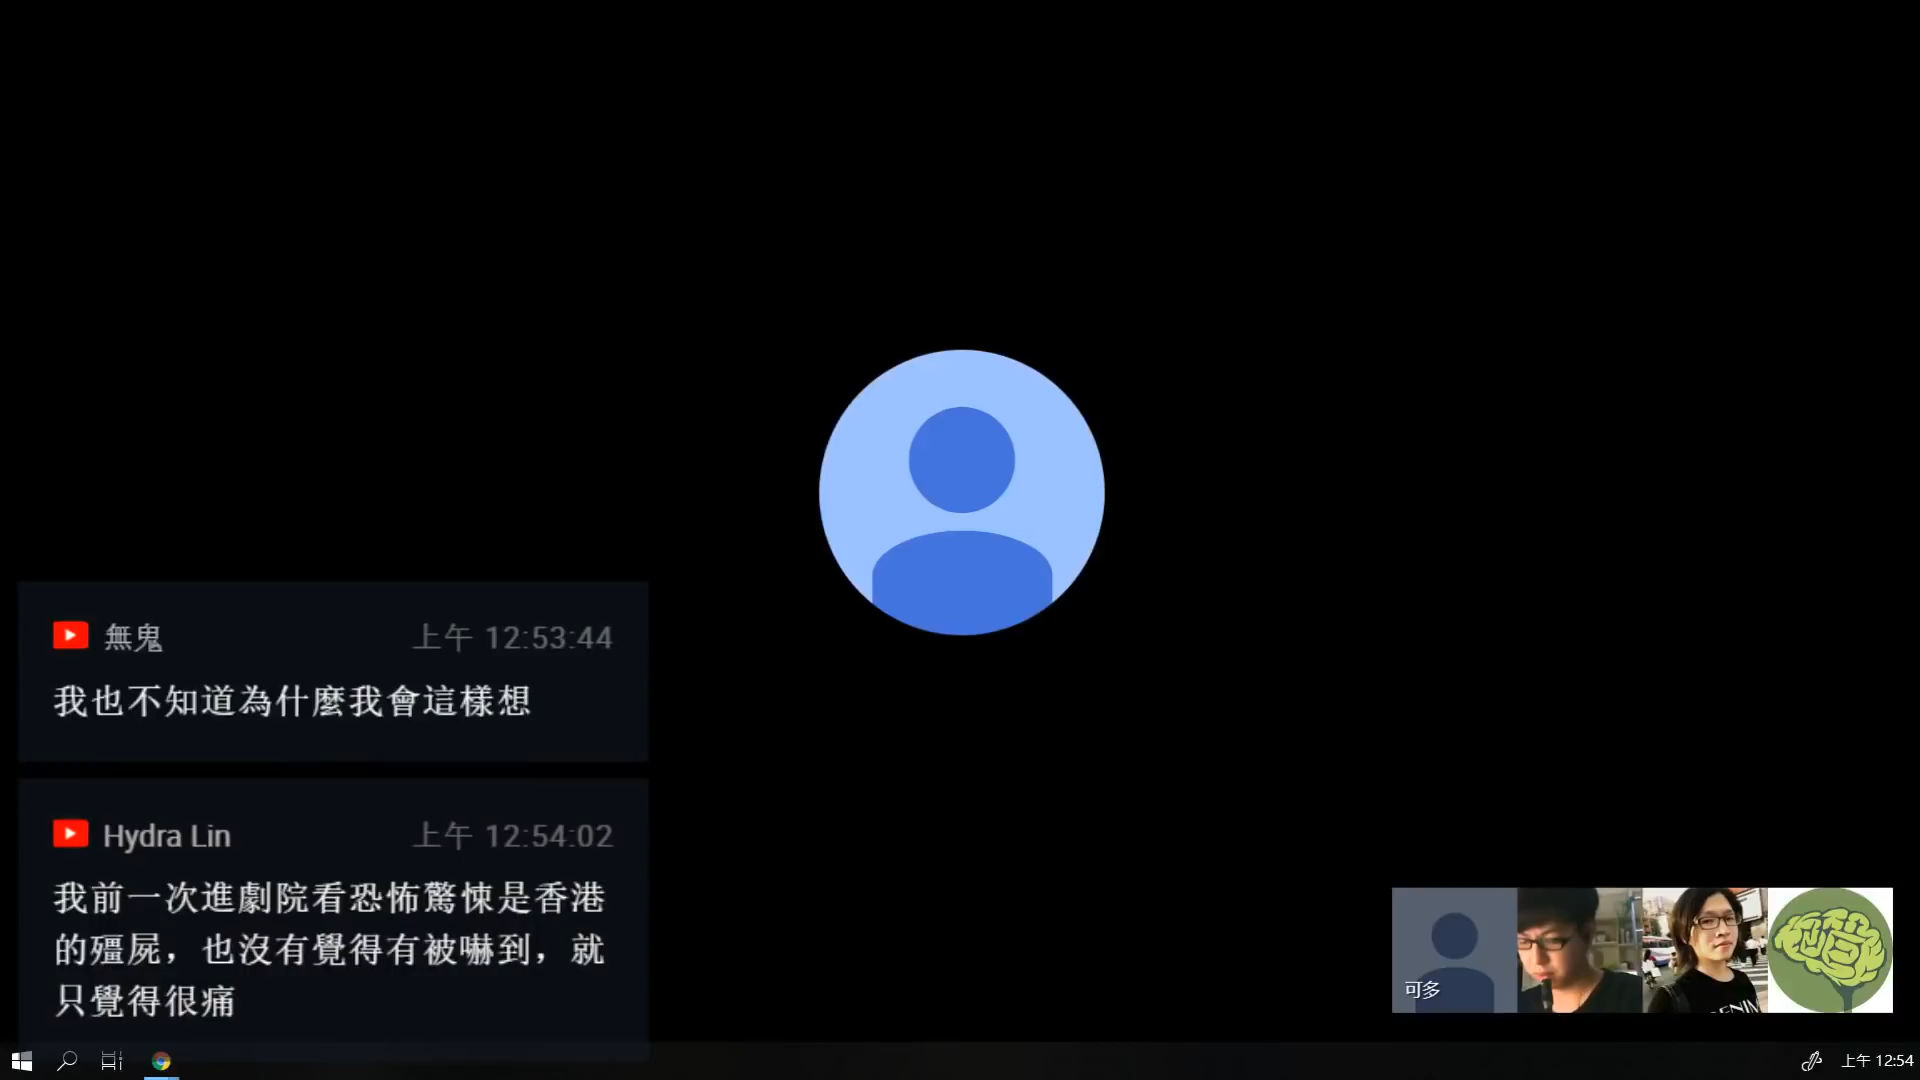 無鬼 上午 12:53:44
我也不知道為什麼我會這樣想
Hydra Lin 上午 12:54:02
我前一次進劇院看恐怖驚悚是香港
的殭屍，也沒有覺得有被嚇到，就
只覺得很痛
可多
上午 12:54